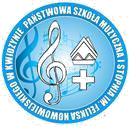 PAŃSTWOWA SZKOŁA MUZYCZNA I STOPNIA IM. FELIKSA NOWOWIEJSKIEGO W KWIDZYNIE